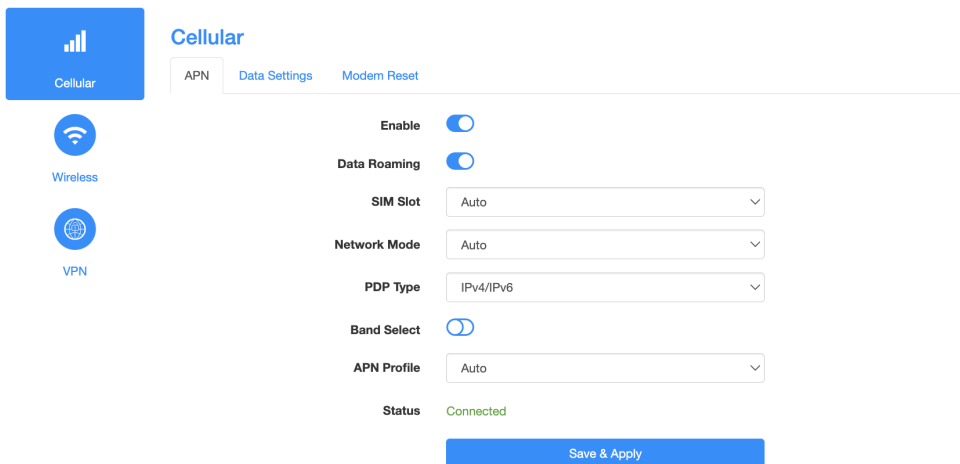 Cellular
Cellular
APN Data Settings Modem Reset
Enable
Data Roaming
SIM Slot Auto
Wireless
Network Mode Auto
VPN
PDP Type IPv4/IPv6
Band Select
APN Profile Auto
Status Connected
Save & Apply